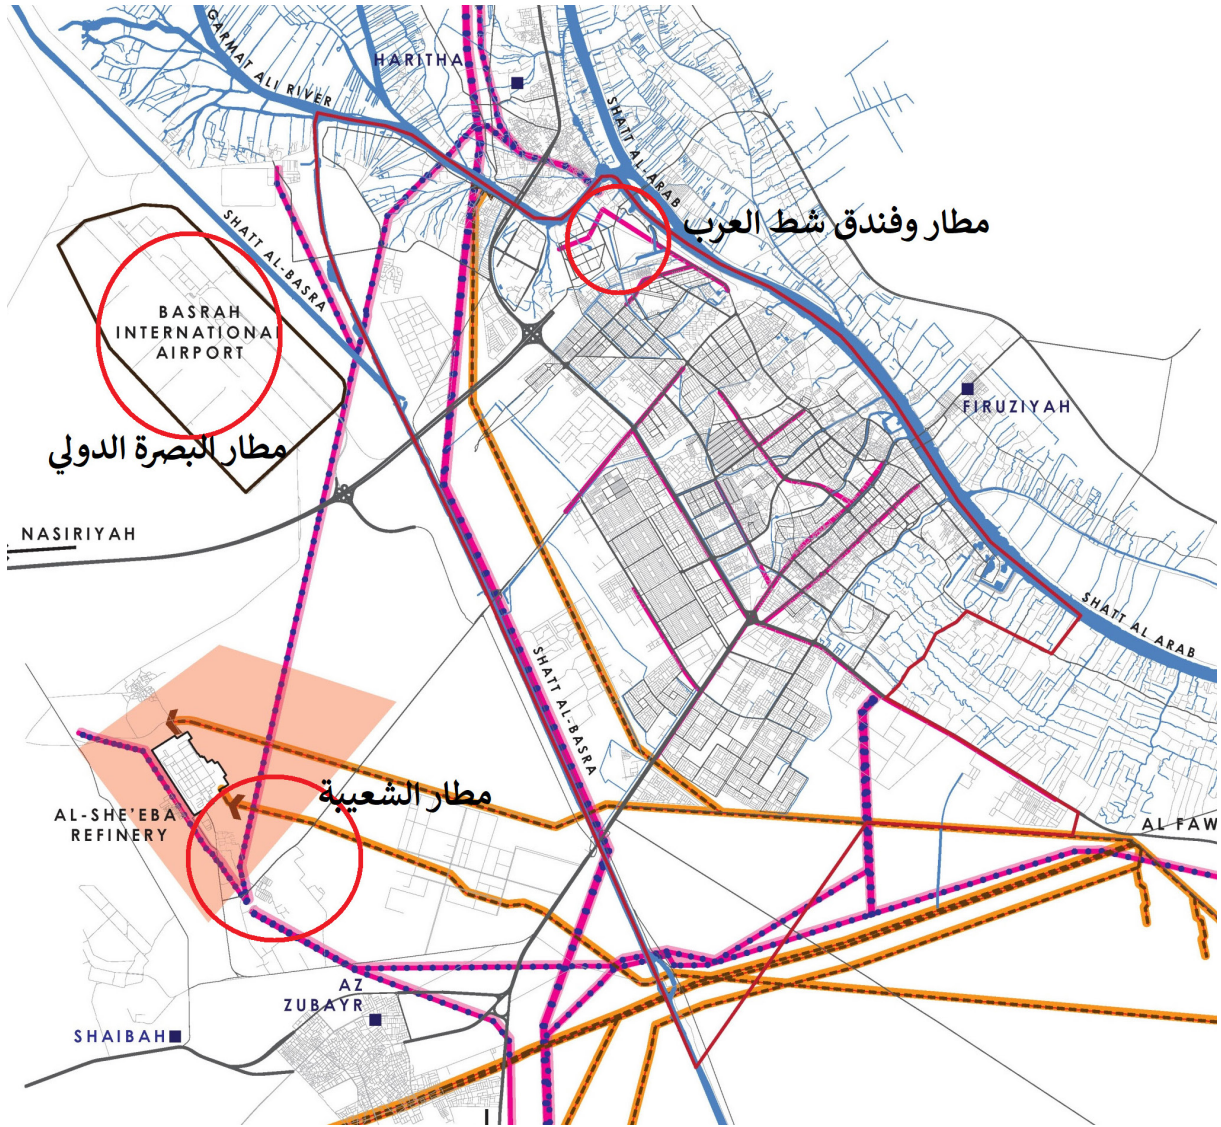 GARMAT ALI RIVER
HARITHA
SHATT AL-ARAB
مطار وفندق شط العرب
SHATT AL-BASRA
BASRAH
INTERNATIONAL
AIRPORT
FIRUZIYAH
مطار البصرة الدولي
NASIRIYAH
SHATT AL ARAB
SHATT AL-BASRA
مطار الشعيبة
AL-SHE'EBA
REFINERY
AL FAW
AZ
ZUBAYR
SHAIBAH